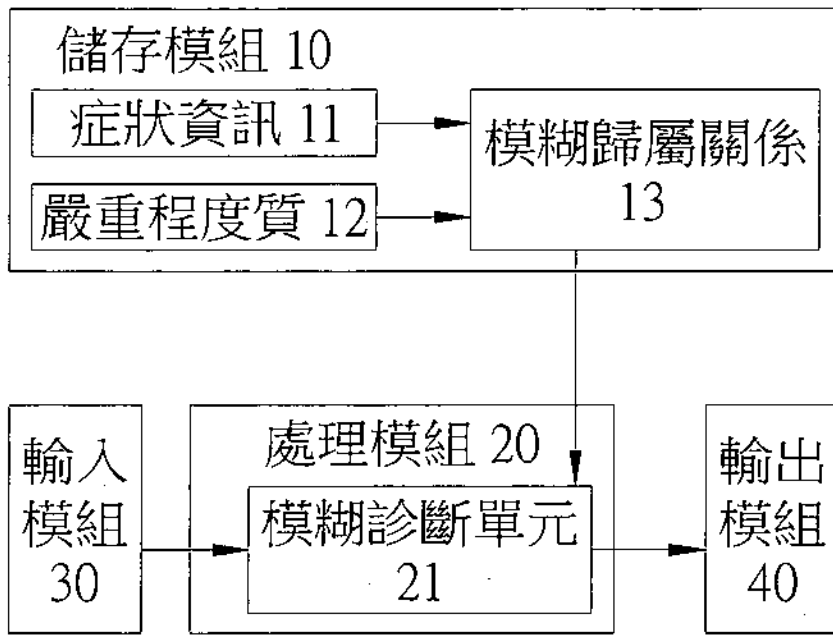 儲存模組 10
症狀資訊 11
嚴重程度質 12
模糊歸屬關係
13
輸入
模組
30
處理模組 20
模糊診斷單元
21
輸出
模組
40